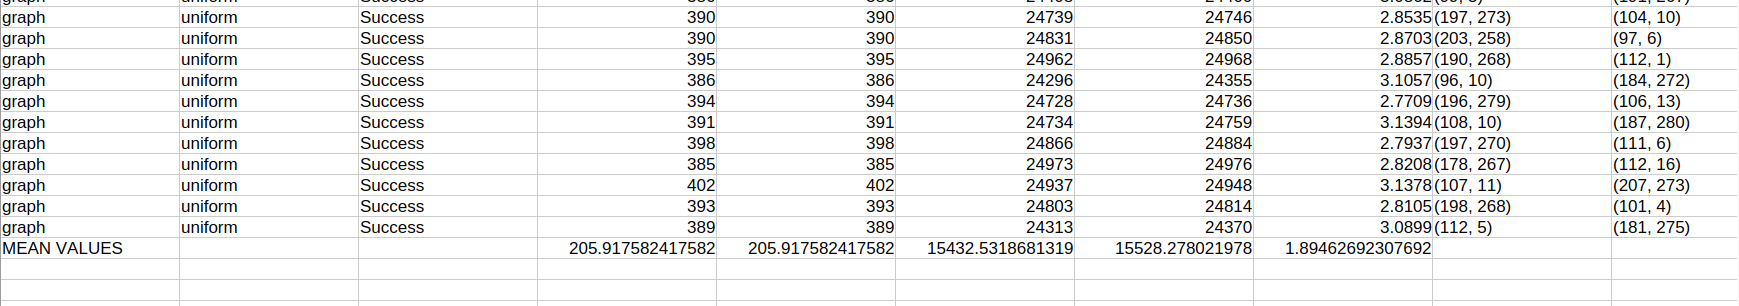 graph uniform Success 390 390 24739 24746 2.8535 (197, 273) (104, 10)
graph uniform Success 390 390 24831 24850 2.8703 (203, 258) (97, 6)
graph uniform Success 395 395 24962 24968 2.8857 (190, 268) (112, 1)
graph uniform Success 386 386 24296 24355 3.1057 (96, 10) (184, 272)
graph uniform Success 394 394 24728 24736 2.7709 (196, 279) (106, 13)
graph uniform Success 391 391 24734 24759 3.1394 (108, 10) (187, 280)
graph uniform Success 398 398 24866 24884 2.7937 (197, 270) (111, 6)
graph uniform Success 385 385 24973 24976 2.8208 (178, 267) (112, 16)
graph uniform Success 402 402 24937 24948 3.1378 (107, 11) (207, 273)
graph uniform Success 393 393 24803 24814 2.8105 (198, 268) (101, 4)
graph uniform Success 389 389 24313 24370 3.0899 (112, 5) (181, 275)
MEAN VALUES 205.917582417582 205.917582417582 15432.5318681319 15528.278021978 1.89462692307692